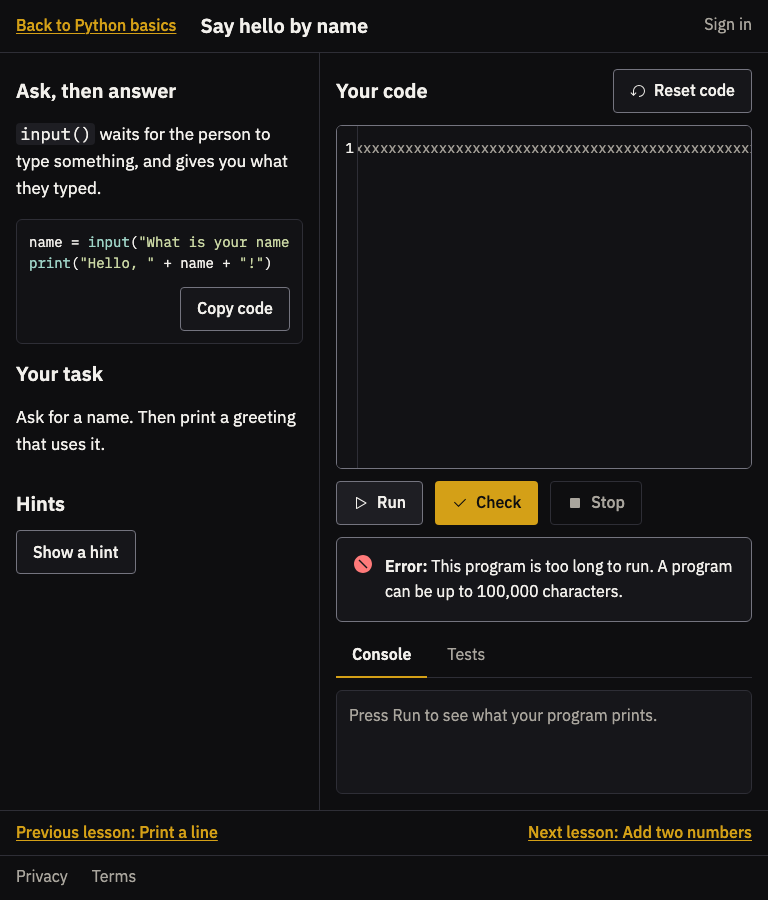 Back to Python basics
Say hello by name
Sign in
Ask, then answer
input() waits for the person to
type something, and gives you what
they typed.
name = input("What is your name
print("Hello, " + name + "!")
Copy code
Your task
Ask for a name. Then print a greeting
that uses it.
Hints
Show a hint
Your code
Reset code
1
xxxxxxxxxxxxxxxxxxxxxxxxxxxxxxxxxxxxxxxxxxxxxxx
Run
Check
Stop
Error: This program is too long to run. A program
can be up to 100,000 characters.
Console
Tests
Press Run to see what your program prints.
Previous lesson: Print a line
Next lesson: Add two numbers
Privacy
Terms